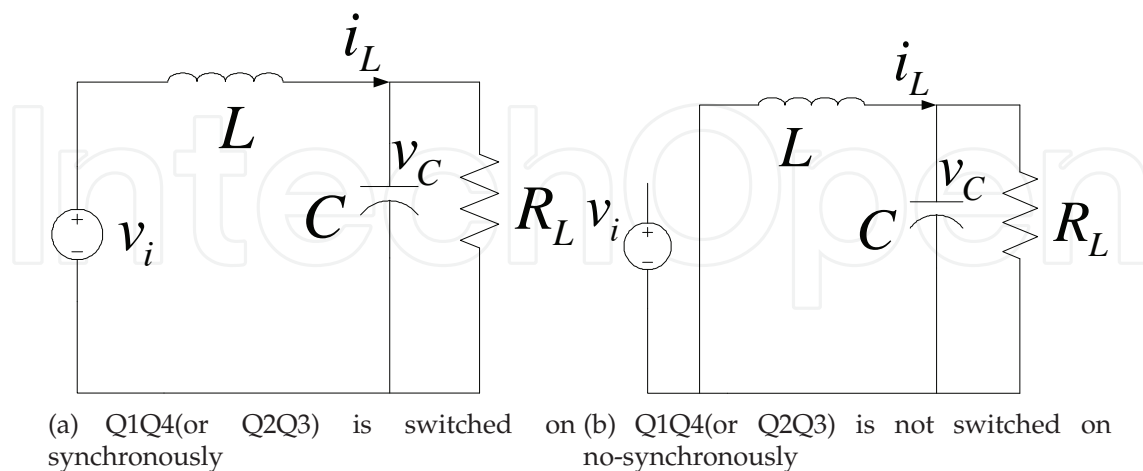 i_L
L
v_C
C
R_L
v_i
+
−
(a) Q1Q4(or Q2Q3) is switched on synchronously
i_L
L
v_C
C
R_L
v_i
+
−
(b) Q1Q4(or Q2Q3) is not switched on no-synchronously
IntechOpen